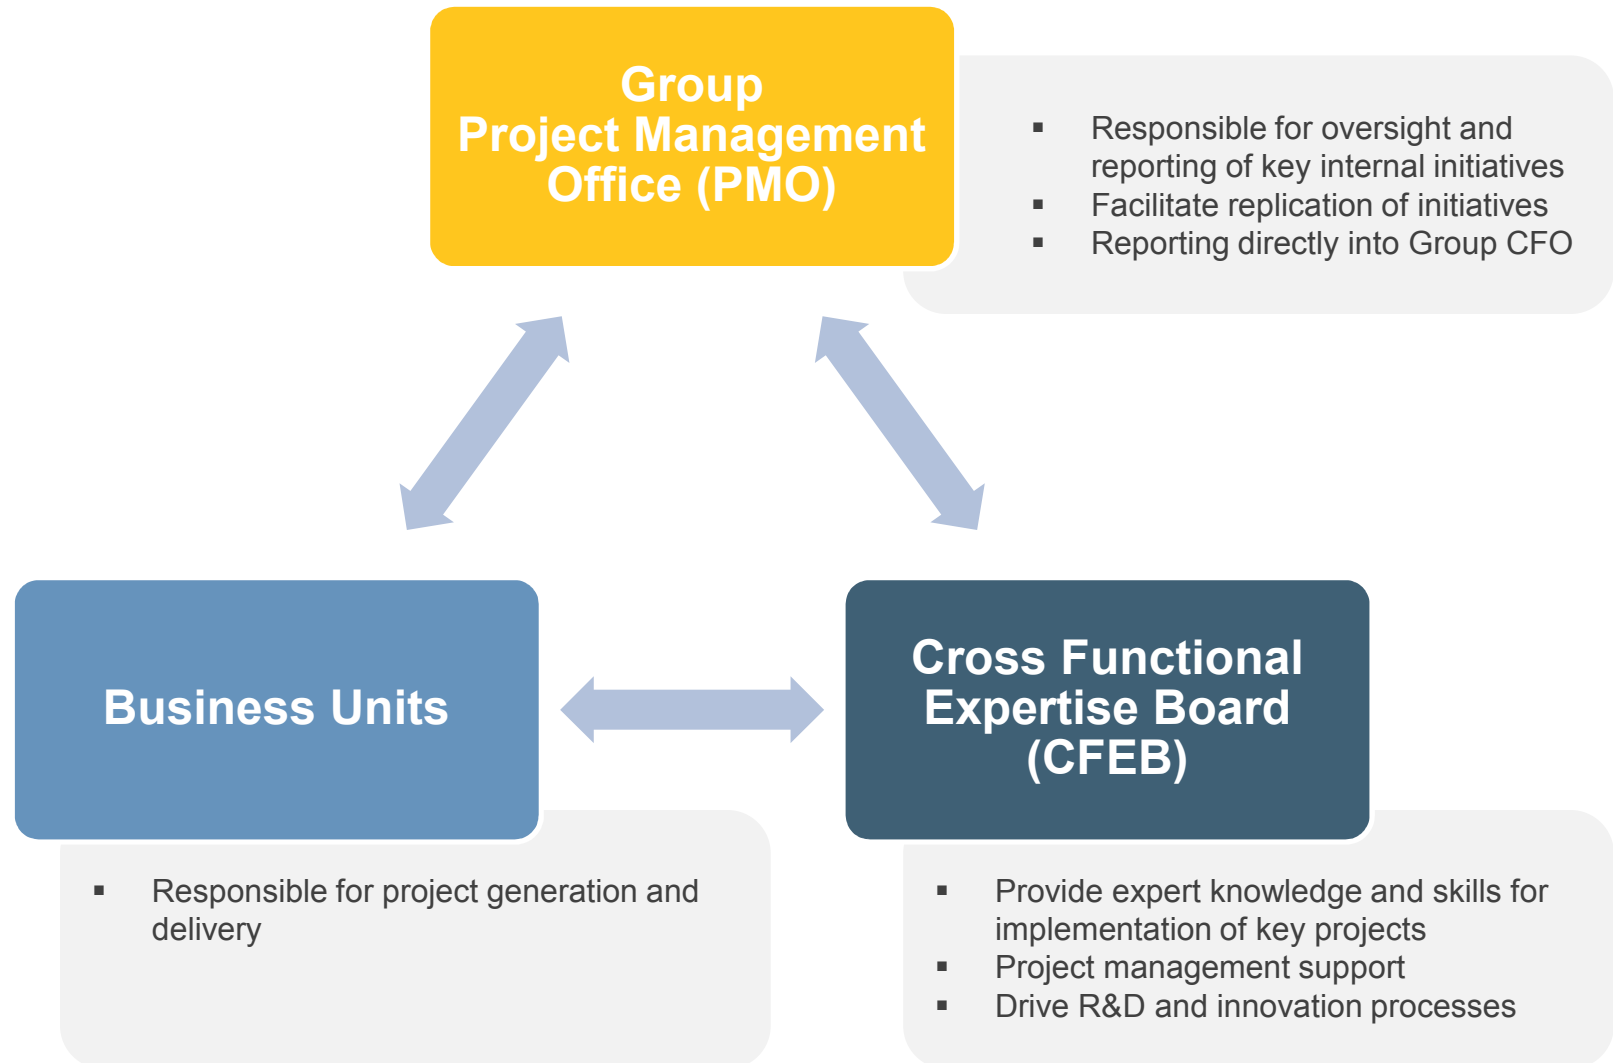 Group
Project Management
Office (PMO)
▪ Responsible for oversight and
reporting of key internal initiatives
▪ Facilitate replication of initiatives
▪ Reporting directly into Group CFO
Business Units
▪ Responsible for project generation and
delivery
Cross Functional
Expertise Board
(CFEB)
▪ Provide expert knowledge and skills for
implementation of key projects
▪ Project management support
▪ Drive R&D and innovation processes